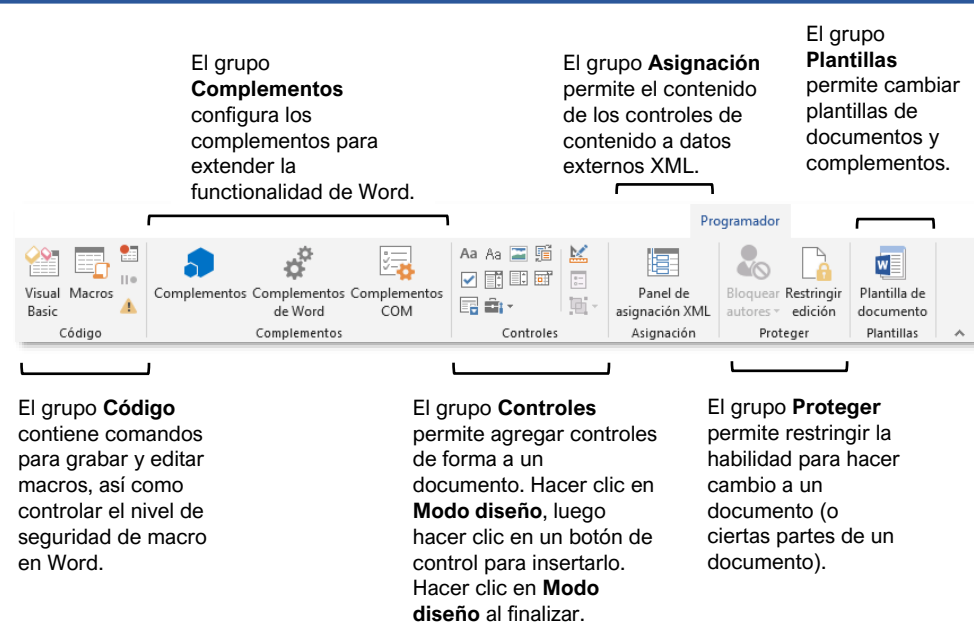 El grupo
Complementos
configura los
complementos para
extender la
functionalidad de Word.
El grupo Asignación
permite el contenido
de los controles de
contenido a datos
externos XML.
El grupo
Plantillas
permite cambiar
plantillas de
documentos y
complementos.
Programador
Visual
Basic
Macros
Código
Complementos
Complementos
de Word
Complementos
COM
Complementos
Aa Aa
Controles
Panel de
asignación XML
Asignación
Bloquear
autores
Restringir
edición
Proteger
Plantilla de
documento
Plantillas
El grupo Código
contiene comandos
para grabar y editar
macros, así como
controlar el nivel de
seguridad de macro
en Word.
El grupo Controles
permite agregar controles
de forma a un
documento. Hacer clic en
Modo diseño, luego
hacer clic en un botón de
control para insertarlo.
Hacer clic en Modo
diseño al finalizar.
El grupo Proteger
permite restringir la
habilidad para hacer
cambio a un
documento (o
ciertas partes de un
documento).